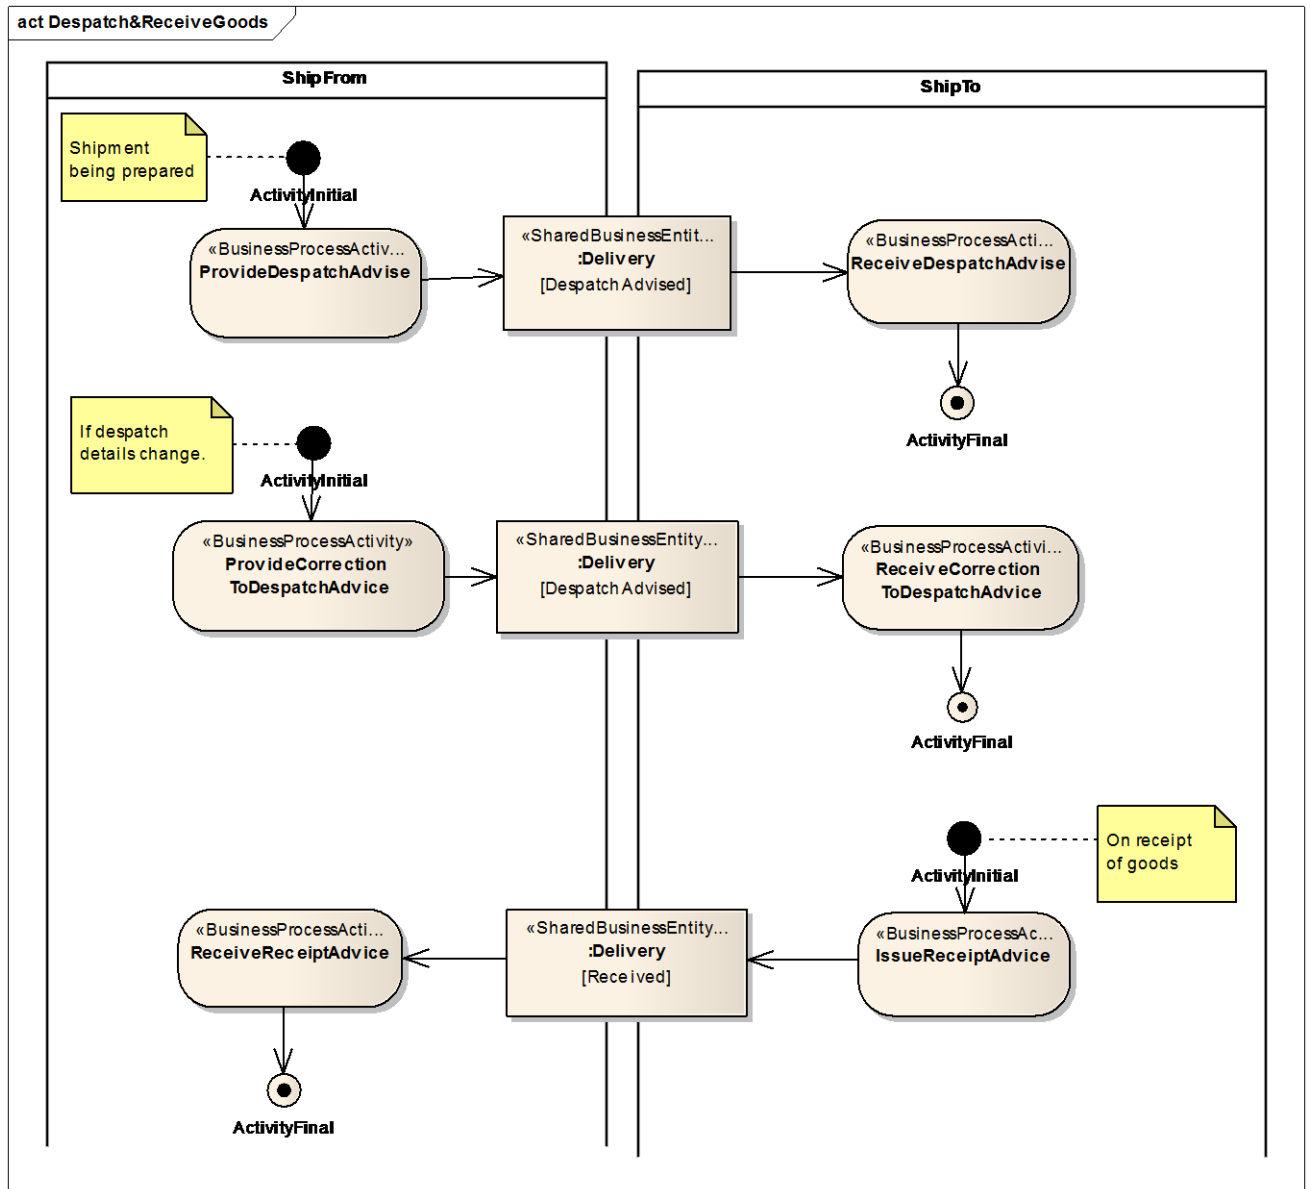 act Despatch&ReceiveGoods
ShipFrom
ShipTo
Shipment
being prepared
ActivityInitial
«BusinessProcessActiv...
ProvideDespatchAdvise
«SharedBusinessEntit...
:Delivery
[Despatch Advised]
«BusinessProcessActi...
ReceiveDespatchAdvise
ActivityFinal
If despatch
details change.
ActivityInitial
«BusinessProcessActivity»
ProvideCorrection
ToDespatchAdvice
«SharedBusinessEntity...
:Delivery
[Despatch Advised]
«BusinessProcessActivi...
ReceiveCorrection
ToDespatchAdvice
ActivityFinal
On receipt
of goods
ActivityInitial
«BusinessProcessAc...
IssueReceiptAdvice
«SharedBusinessEntity...
:Delivery
[Received]
«BusinessProcessActi...
ReceiveReceiptAdvice
ActivityFinal